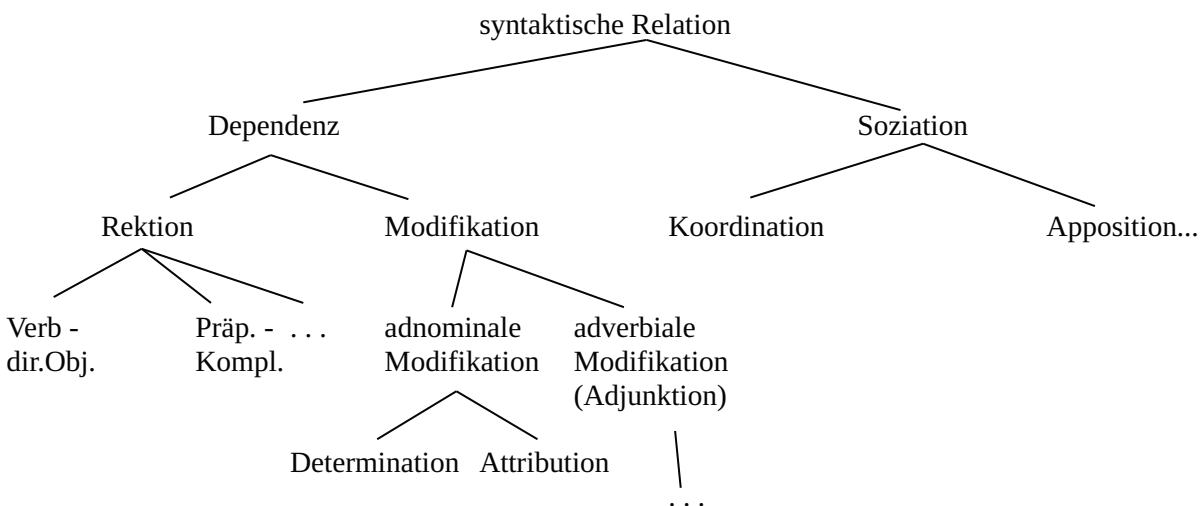 syntaktische Relation
Dependenz Soziation
Rektion Modifikation Koordination Apposition...
Verb - Präp. - . . . adnominale adverbiale
dir.Obj. Kompl. Modifikation Modifikation
(Adjunktion)
Determination Attribution
. . .